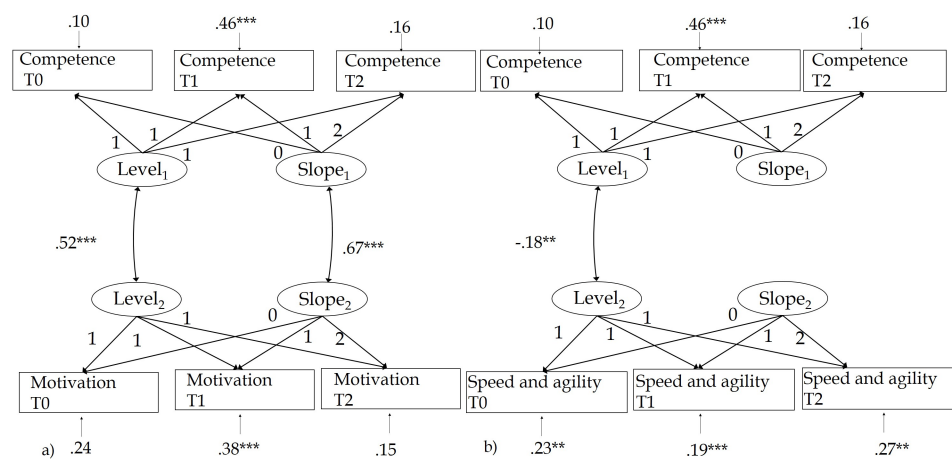 .10 .46*** .16 .10 .46*** .16
Competence Competence Competence Competence Competence Competence
T0 T1 T2 T0 T1 T2
1 1 1 0 1 2 1 1 1 0 1 2
Level₁ Slope₁ Level₁ Slope₁
.52*** .67*** -.18**
Level₂ Slope₂ Level₂ Slope₂
1 1 1 0 1 2 1 1 1 0 1 2
Motivation Motivation Motivation Speed and agility Speed and agility Speed and agility
T0 T1 T2 T0 T1 T2
a) .24 .38*** .15 b) .23** .19*** .27**